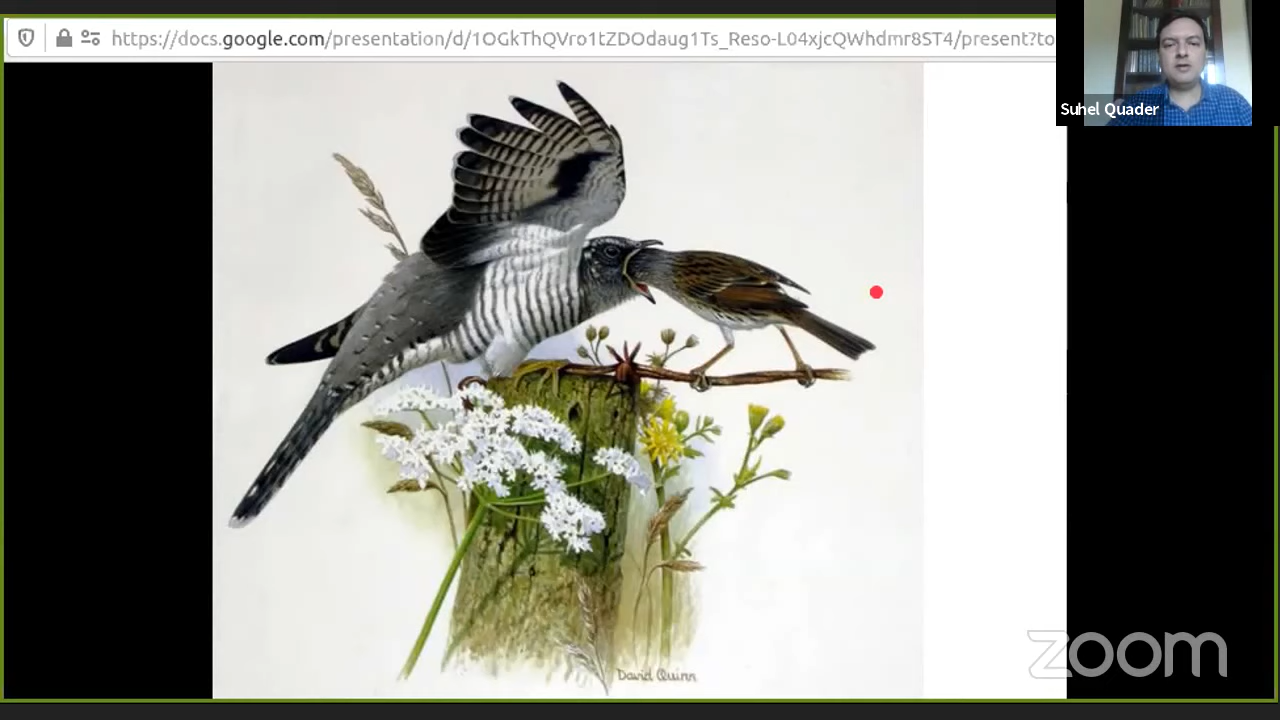 https://docs.google.com/presentation/d/1OGkThQVro1tZDOdaug1Ts_Reso-L04xjcQWhdmr8ST4/present?to
Suhel Quader
David Quinn
zoom